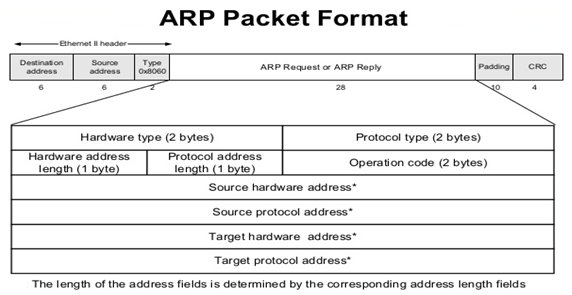 ARP Packet Format
Ethernet II header
Destination
address
Source
address
Type
0x8060
ARP Request or ARP Reply
Padding
CRC
6
6
2
28
10
4
Hardware type (2 bytes)
Protocol type (2 bytes)
Hardware address
length (1 byte)
Protocol address
length (1 byte)
Operation code (2 bytes)
Source hardware address*
Source protocol address*
Target hardware address*
Target protocol address*
The length of the address fields is determined by the corresponding address length fields